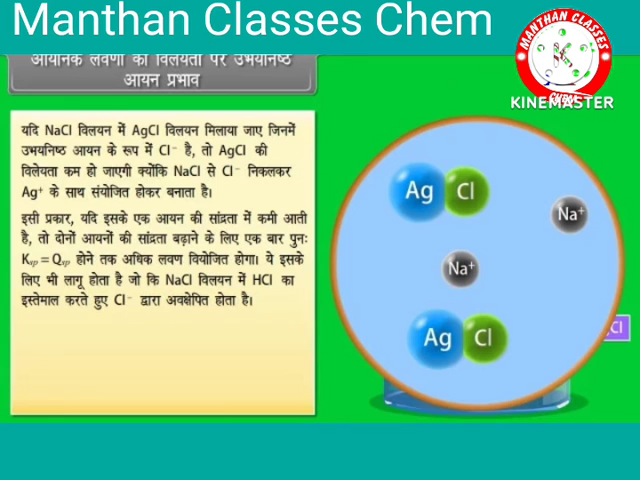 Manthan Classes Chem
MANTHAN CLASSES
K
CHEM
KINEMASTER
आयनिक लवणों की विलेयता पर उभयनिष्ठ
आयन प्रभाव
यदि NaCl विलयन में AgCl विलयन मिलाया जाए जिनमें
उभयनिष्ठ आयन के रूप में Cl⁻ है, तो AgCl की
विलेयता कम हो जाएगी क्योंकि NaCl से Cl⁻ निकलकर
Ag⁺ के साथ संयोजित होकर बनाता है।
इसी प्रकार, यदि इसके एक आयन की सांद्रता में कमी आती
है, तो दोनों आयनों की सांद्रता बढ़ाने के लिए एक बार पुनः
Ksp = Qsp होने तक अधिक लवण वियोजित होगा। ये इसके
लिए भी लागू होता है जो कि NaCl विलयन में HCl का
इस्तेमाल करते हुए Cl⁻ द्वारा अवक्षेपित होता है।
Ag Cl
Na⁺
Na⁺
Ag Cl
Cl